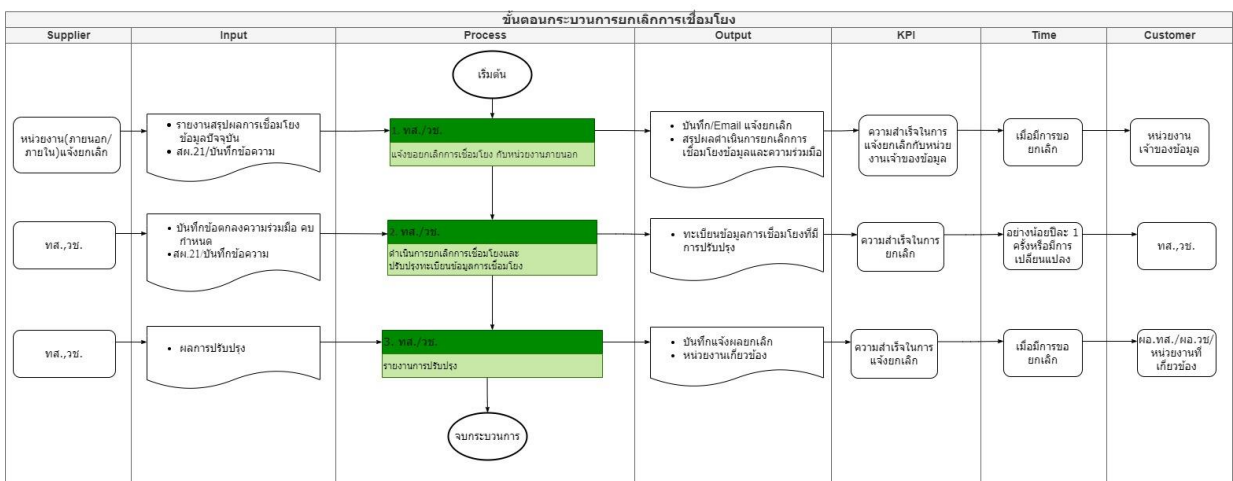 ขั้นตอนกระบวนการยกเลิกการเชื่อมโยง
Supplier
Input
Process
Output
KPI
Time
Customer
เริ่มต้น
หน่วยงาน(ภายนอก/
ภายใน)แจ้งยกเลิก
• รายงานสรุปผลการเชื่อมโยง
ข้อมูลปัจจุบัน
• สผ.21/บันทึกข้อความ
1. ทส./วช.
แจ้งขอยกเลิกการเชื่อมโยง กับหน่วยงานภายนอก
• บันทึก/Email แจ้งยกเลิก
• สรุปผลดำเนินการยกเลิกการ
เชื่อมโยงข้อมูลและความร่วมมือ
ความสำเร็จในการ
แจ้งยกเลิกกับหน่วย
งานเจ้าของข้อมูล
เมื่อมีการขอ
ยกเลิก
หน่วยงาน
เจ้าของข้อมูล
ทส.,วช.
• บันทึกข้อตกลงความร่วมมือ คบ
กำหนด
• สผ.21/บันทึกข้อความ
2. ทส./วช.
ดำเนินการยกเลิกการเชื่อมโยงและ
ปรับปรุงทะเบียนข้อมูลการเชื่อมโยง
• ทะเบียนข้อมูลการเชื่อมโยงที่มี
การปรับปรุง
ความสำเร็จในการ
ยกเลิก
อย่างน้อยปีละ 1
ครั้งหรือมีการ
เปลี่ยนแปลง
ทส.,วช.
ทส.,วช.
• ผลการปรับปรุง
3. ทส./วช.
รายงานการปรับปรุง
• บันทึกแจ้งผลยกเลิก
• หน่วยงานเกี่ยวข้อง
ความสำเร็จในการ
แจ้งยกเลิก
เมื่อมีการขอ
ยกเลิก
ผอ.ทส./ผอ.วช/
หน่วยงานที่
เกี่ยวข้อง
จบกระบวนการ